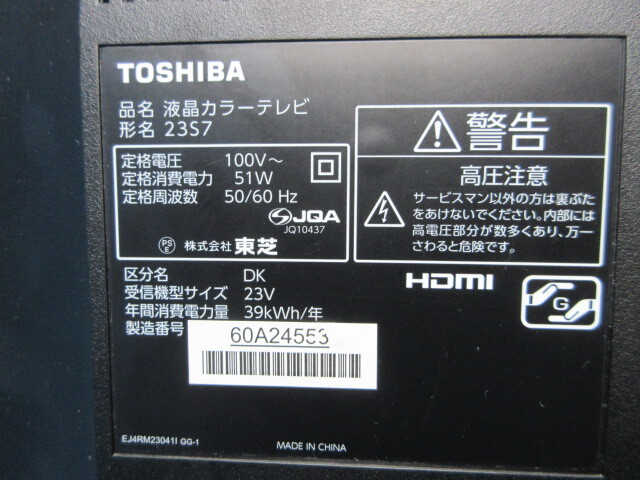 TOSHIBA
品名 液晶カラーテレビ
形名 23S7
定格電圧 100V～
定格消費電力 51W
定格周波数 50/60 Hz
JQA
JQ10437
PSE 株式会社 東芝
区分名 DK
受信機型サイズ 23V
年間消費電力量 39kWh/年
製造番号 60A24553
EJ4RM23041I GG-1
MADE IN CHINA
警告
高圧注意
サービスマン以外の方は裏ぶた
をあけないでください。内部には
高電圧部分が数多くあり、万一
さわると危険です。
HDMI
G